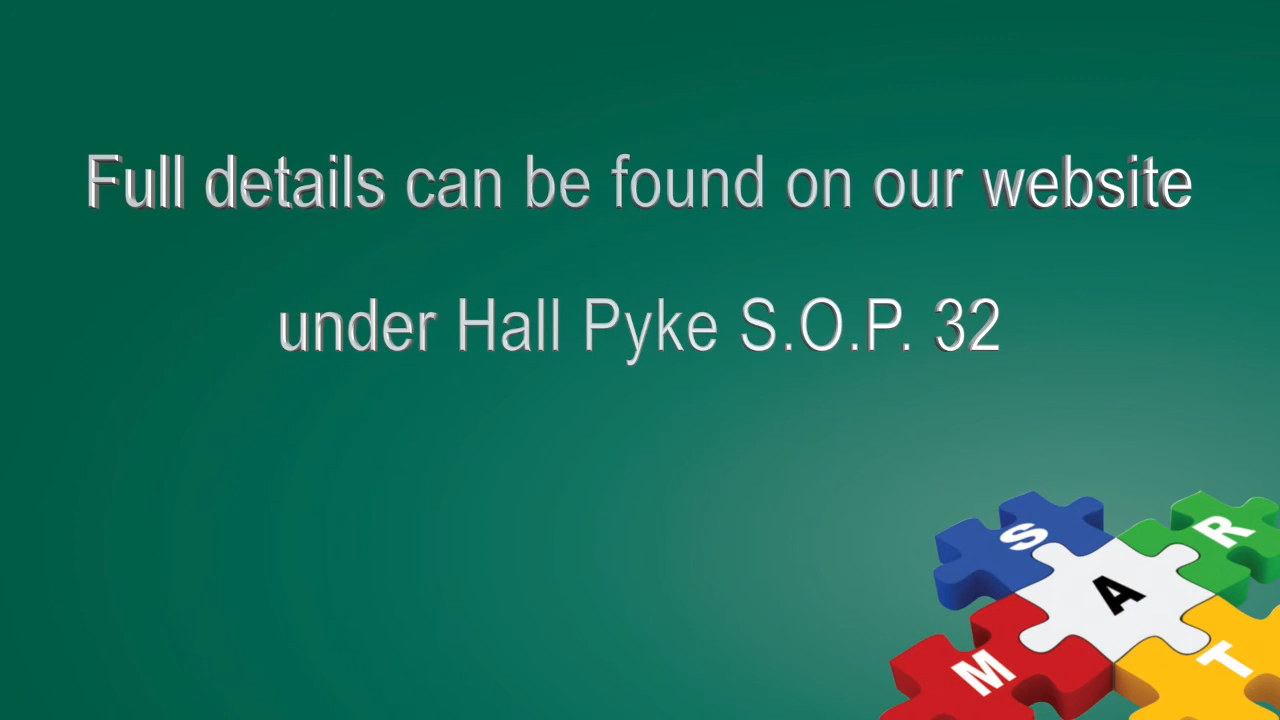 Full details can be found on our website
under Hall Pyke S.O.P. 32
S
R
A
M
T